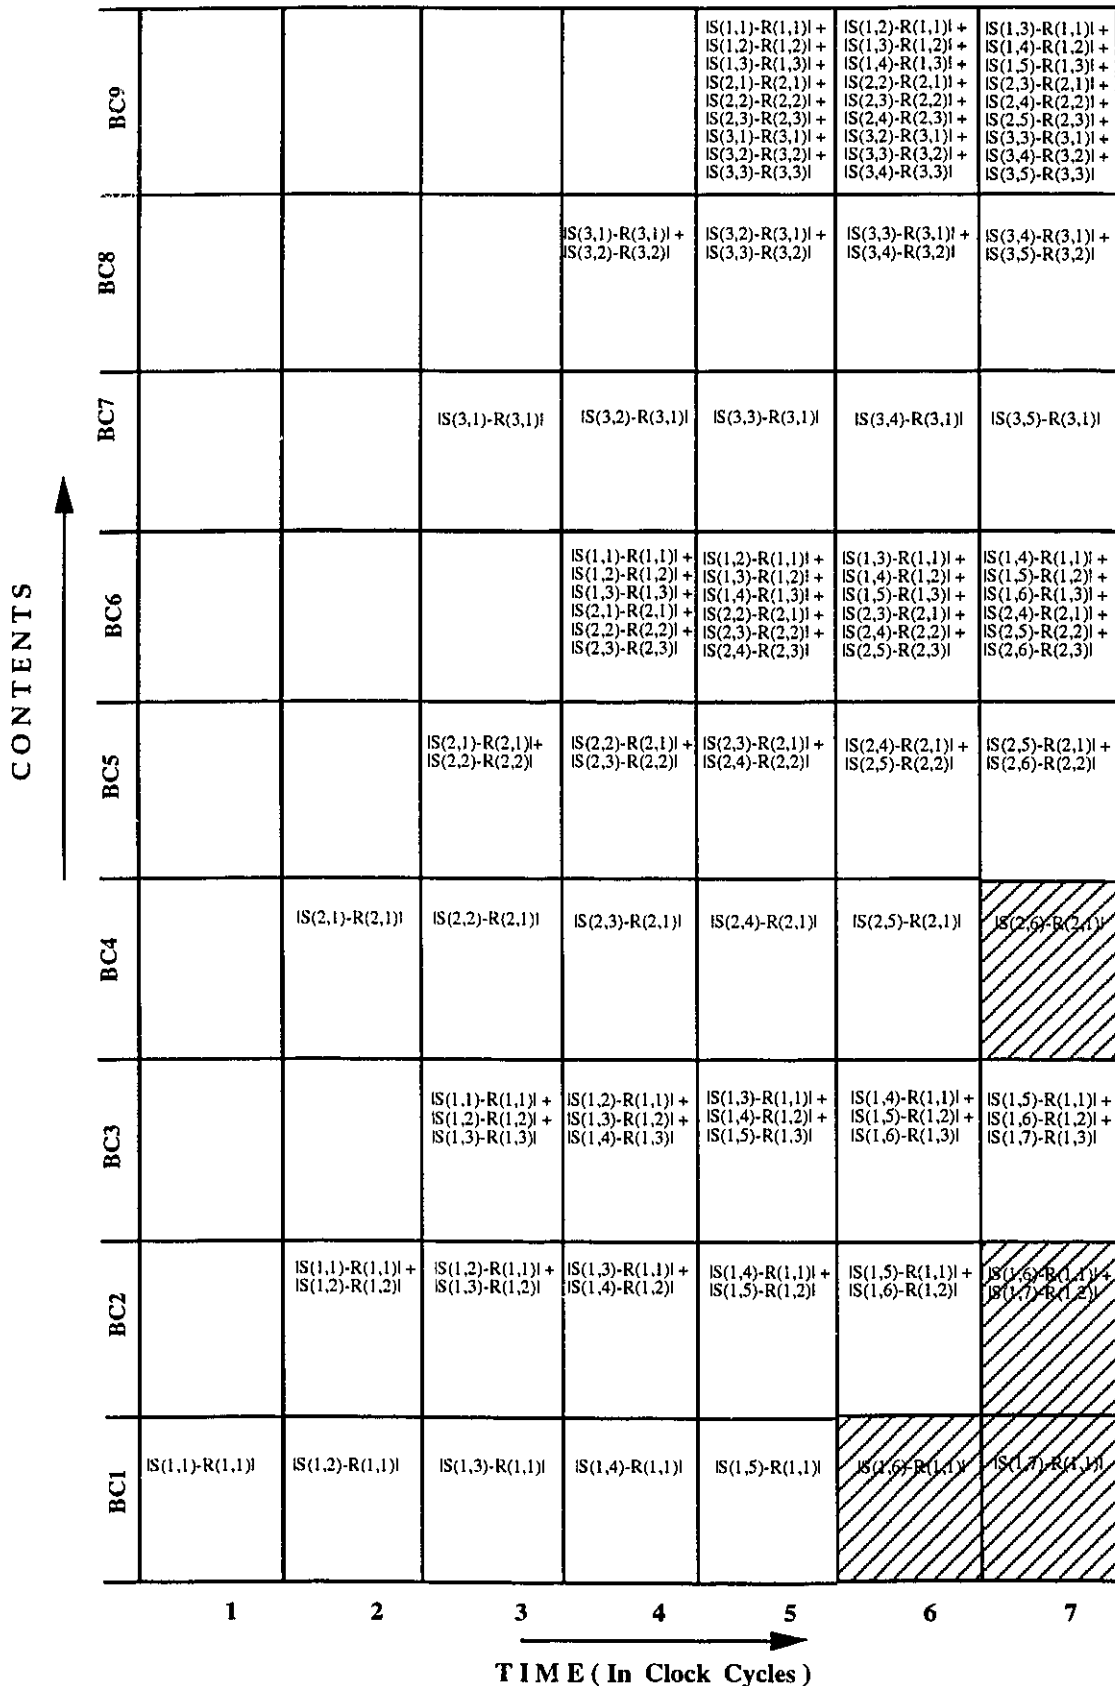 CONTENTS
BC9
|S(1,1)-R(1,1)| +
|S(1,2)-R(1,2)| +
|S(1,3)-R(1,3)| +
|S(2,1)-R(2,1)| +
|S(2,2)-R(2,2)| +
|S(2,3)-R(2,3)| +
|S(3,1)-R(3,1)| +
|S(3,2)-R(3,2)| +
|S(3,3)-R(3,3)|
|S(1,2)-R(1,1)| +
|S(1,3)-R(1,2)| +
|S(1,4)-R(1,3)| +
|S(2,2)-R(2,1)| +
|S(2,3)-R(2,2)| +
|S(2,4)-R(2,3)| +
|S(3,2)-R(3,1)| +
|S(3,3)-R(3,2)| +
|S(3,4)-R(3,3)|
|S(1,3)-R(1,1)| +
|S(1,4)-R(1,2)| +
|S(1,5)-R(1,3)| +
|S(2,3)-R(2,1)| +
|S(2,4)-R(2,2)| +
|S(2,5)-R(2,3)| +
|S(3,3)-R(3,1)| +
|S(3,4)-R(3,2)| +
|S(3,5)-R(3,3)|
BC8
|S(3,1)-R(3,1)| +
|S(3,2)-R(3,2)|
|S(3,2)-R(3,1)| +
|S(3,3)-R(3,2)|
|S(3,3)-R(3,1)| +
|S(3,4)-R(3,2)|
|S(3,4)-R(3,1)| +
|S(3,5)-R(3,2)|
BC7
|S(3,1)-R(3,1)|
|S(3,2)-R(3,1)|
|S(3,3)-R(3,1)|
|S(3,4)-R(3,1)|
|S(3,5)-R(3,1)|
BC6
|S(1,1)-R(1,1)| +
|S(1,2)-R(1,2)| +
|S(1,3)-R(1,3)| +
|S(2,1)-R(2,1)| +
|S(2,2)-R(2,2)| +
|S(2,3)-R(2,3)|
|S(1,2)-R(1,1)| +
|S(1,3)-R(1,2)| +
|S(1,4)-R(1,3)| +
|S(2,2)-R(2,1)| +
|S(2,3)-R(2,2)| +
|S(2,4)-R(2,3)|
|S(1,3)-R(1,1)| +
|S(1,4)-R(1,2)| +
|S(1,5)-R(1,3)| +
|S(2,3)-R(2,1)| +
|S(2,4)-R(2,2)| +
|S(2,5)-R(2,3)|
|S(1,4)-R(1,1)| +
|S(1,5)-R(1,2)| +
|S(1,6)-R(1,3)| +
|S(2,4)-R(2,1)| +
|S(2,5)-R(2,2)| +
|S(2,6)-R(2,3)|
BC5
|S(2,1)-R(2,1)| +
|S(2,2)-R(2,2)|
|S(2,2)-R(2,1)| +
|S(2,3)-R(2,2)|
|S(2,3)-R(2,1)| +
|S(2,4)-R(2,2)|
|S(2,4)-R(2,1)| +
|S(2,5)-R(2,2)|
|S(2,5)-R(2,1)| +
|S(2,6)-R(2,2)|
BC4
|S(2,1)-R(2,1)|
|S(2,2)-R(2,1)|
|S(2,3)-R(2,1)|
|S(2,4)-R(2,1)|
|S(2,5)-R(2,1)|
|S(2,6)-R(2,1)|
BC3
|S(1,1)-R(1,1)| +
|S(1,2)-R(1,2)| +
|S(1,3)-R(1,3)|
|S(1,2)-R(1,1)| +
|S(1,3)-R(1,2)| +
|S(1,4)-R(1,3)|
|S(1,3)-R(1,1)| +
|S(1,4)-R(1,2)| +
|S(1,5)-R(1,3)|
|S(1,4)-R(1,1)| +
|S(1,5)-R(1,2)| +
|S(1,6)-R(1,3)|
|S(1,5)-R(1,1)| +
|S(1,6)-R(1,2)| +
|S(1,7)-R(1,3)|
BC2
|S(1,1)-R(1,1)| +
|S(1,2)-R(1,2)|
|S(1,2)-R(1,1)| +
|S(1,3)-R(1,2)|
|S(1,3)-R(1,1)| +
|S(1,4)-R(1,2)|
|S(1,4)-R(1,1)| +
|S(1,5)-R(1,2)|
|S(1,5)-R(1,1)| +
|S(1,6)-R(1,2)|
|S(1,6)-R(1,1)| +
|S(1,7)-R(1,2)|
BC1
|S(1,1)-R(1,1)|
|S(1,2)-R(1,1)|
|S(1,3)-R(1,1)|
|S(1,4)-R(1,1)|
|S(1,5)-R(1,1)|
|S(1,6)-R(1,1)|
|S(1,7)-R(1,1)|
1 2 3 4 5 6 7
TIME ( In Clock Cycles )